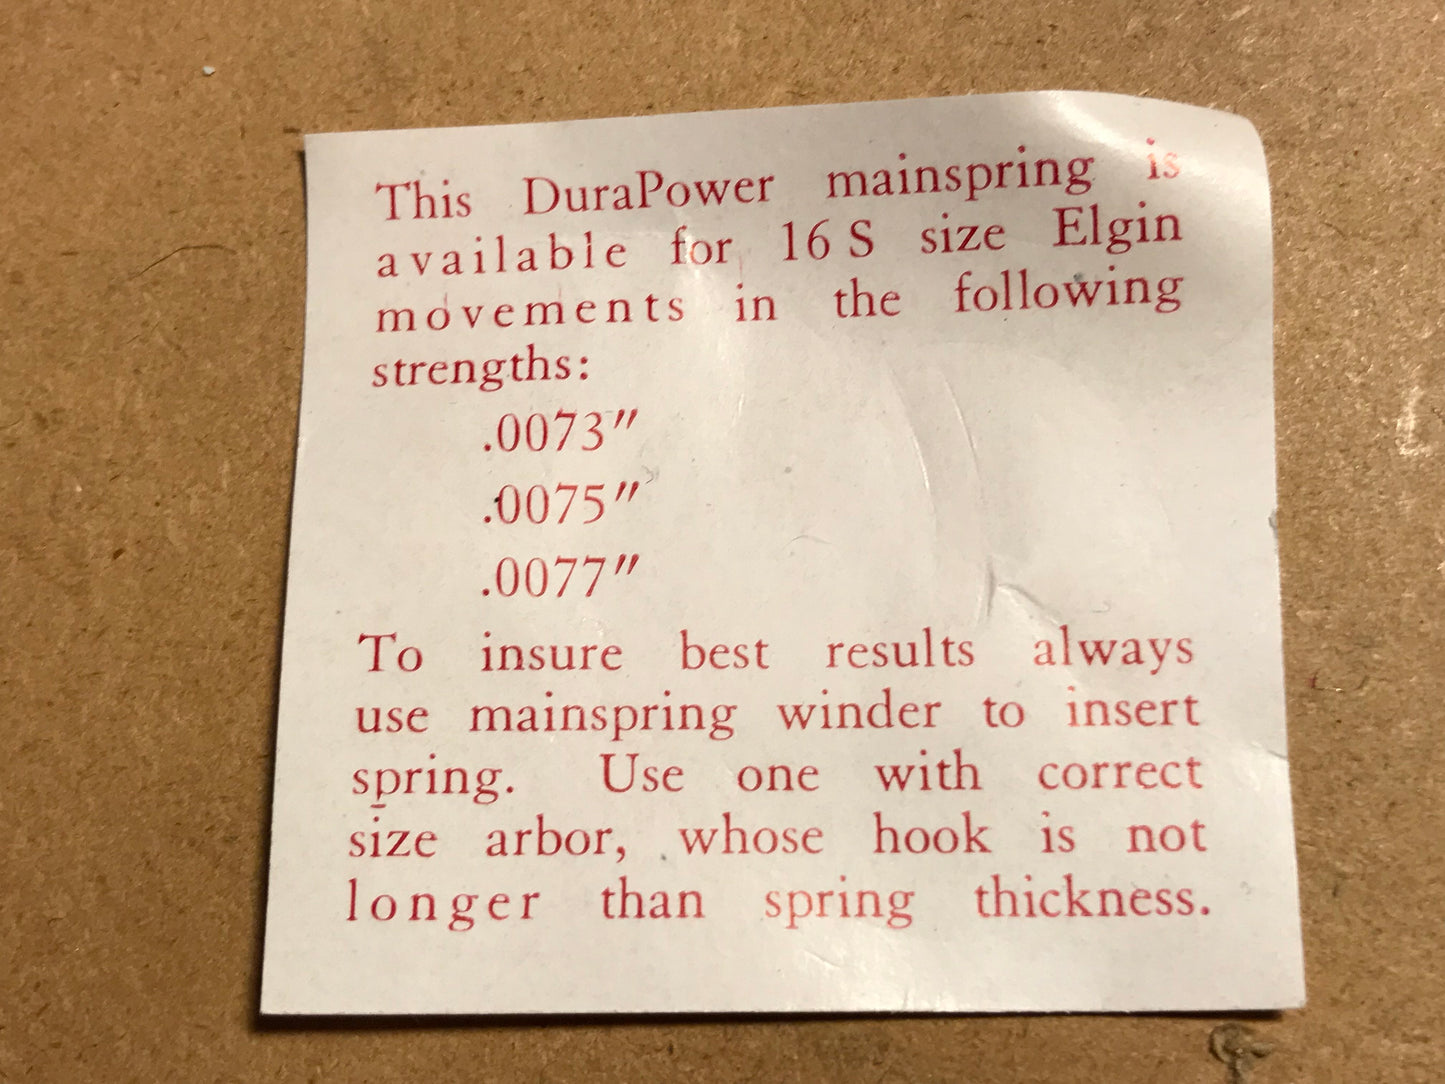 This DuraPower mainspring is
available for 16 S size Elgin
movements in the following
strengths:
.0073"
.0075"
.0077"
To insure best results always
use mainspring winder to insert
spring. Use one with correct
size arbor, whose hook is not
longer than spring thickness.